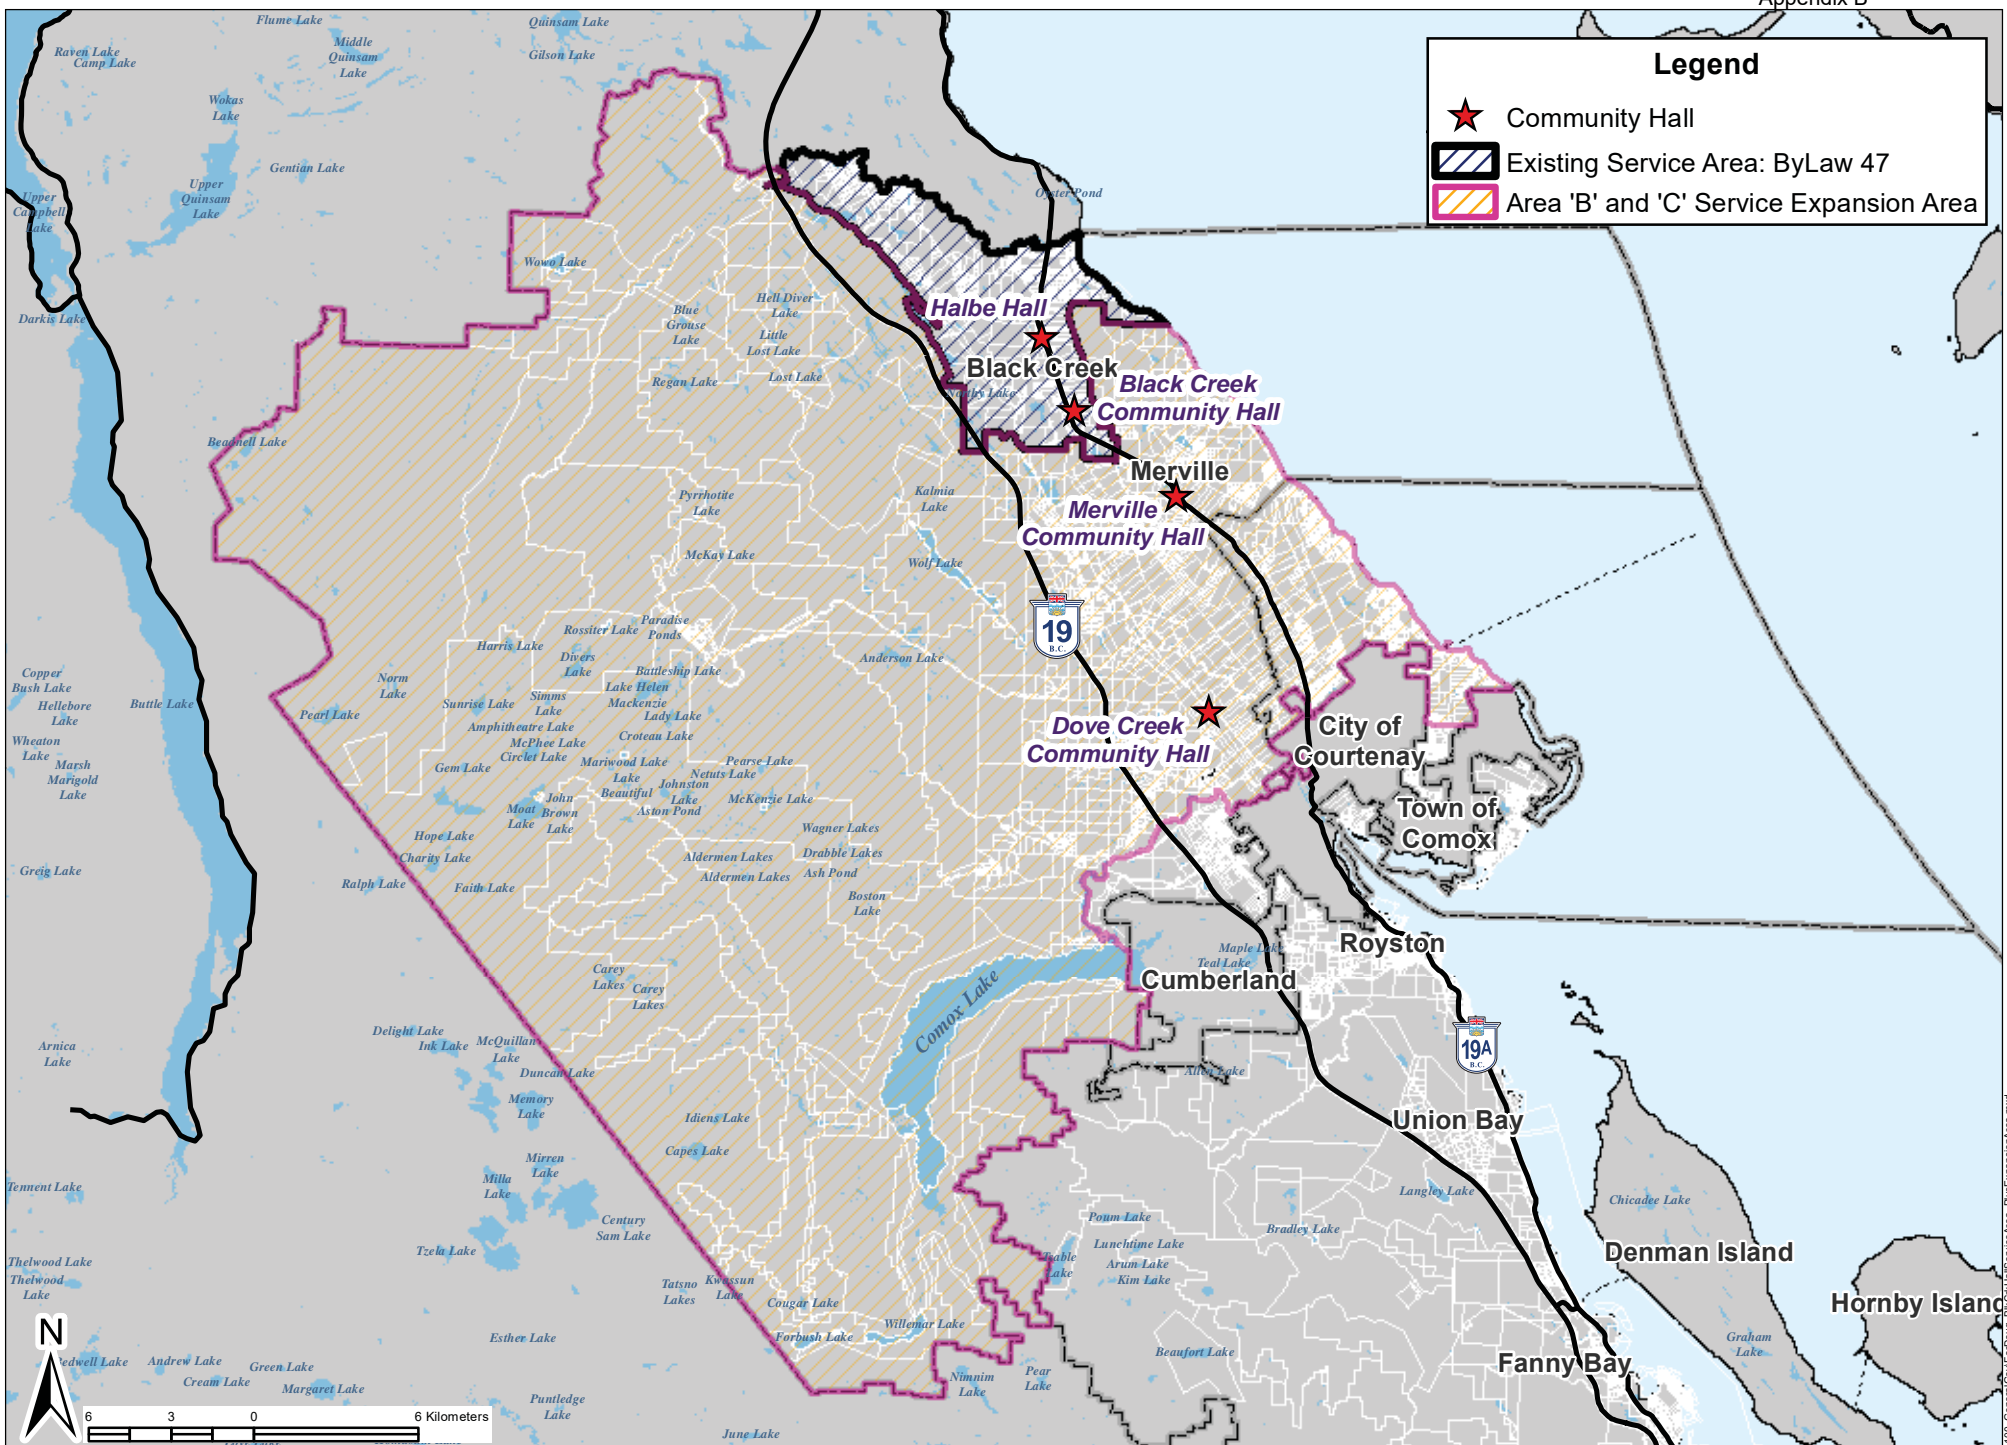 Appendix B
Legend
Community Hall
Existing Service Area: ByLaw 47
Area 'B' and 'C' Service Expansion Area
Flume Lake
Quinsam Lake
Raven Lake
Camp Lake
Middle
Quinsam
Lake
Gilson Lake
Wokas
Lake
Gentian Lake
Upper
Quinsam
Lake
Upper
Campbell
Lake
Oyster Pond
Wowo Lake
Darkis Lake
Blue
Grouse
Lake
Hell Diver
Lake
Little
Lost Lake
Regan Lake
Lost Lake
Halbe Hall
Black Creek
Northy Lake
Black Creek
Community Hall
Beadnell Lake
Merville
Merville
Community Hall
Pyrrhotite
Lake
Kalmia
Lake
McKay Lake
Wolf Lake
19
B.C.
Rossiter Lake
Paradise
Ponds
Harris Lake
Divers
Lake
Battleship Lake
Anderson Lake
Copper
Bush Lake
Hellebore
Lake
Norm
Lake
Lake Helen
Mackenzie
Buttle Lake
Pearl Lake
Sunrise Lake
Simms
Lake
Lady Lake
Amphitheatre Lake
Croteau Lake
Wheaton
Lake
McPhee Lake
Circlet Lake
Marsh
Marigold
Lake
Gem Lake
Mariwood Lake
Lake
Beautiful
Pearse Lake
Netuts Lake
Johnston
Lake
Aston Pond
McKenzie Lake
Moat
Lake
John
Brown
Lake
Dove Creek
Community Hall
City of
Courtenay
Town of
Comox
Hope Lake
Charity Lake
Wagner Lakes
Aldermen Lakes
Drabble Lakes
Aldermen Lakes
Ash Pond
Greig Lake
Ralph Lake
Faith Lake
Boston
Lake
Royston
Maple Lake
Teal Lake
Cumberland
Carey
Lakes
Carey
Lakes
Comox Lake
Delight Lake
Ink Lake
McQuillan
Lake
Arnica
Lake
Duncan Lake
19A
B.C.
Allen Lake
Memory
Lake
Idiens Lake
Union Bay
Capes Lake
Mirren
Lake
Milla
Lake
Tennent Lake
Langley Lake
Chicadee Lake
Century
Sam Lake
Poum Lake
Bradley Lake
Tzela Lake
Lunchtime Lake
Tsable
Lake
Arum Lake
Kim Lake
Denman Island
Thelwood Lake
Thelwood
Lake
Tatsno
Lakes
Kwassun
Lake
Cougar Lake
Hornby Island
Willemar Lake
Forbush Lake
Esther Lake
Graham
Lake
Beaufort Lake
N
Bedwell Lake
Andrew Lake
Green Lake
Cream Lake
Margaret Lake
Nimnim
Lake
Pear
Lake
Fanny Bay
Puntledge
Lake
June Lake
6 3 0 6 Kilometers